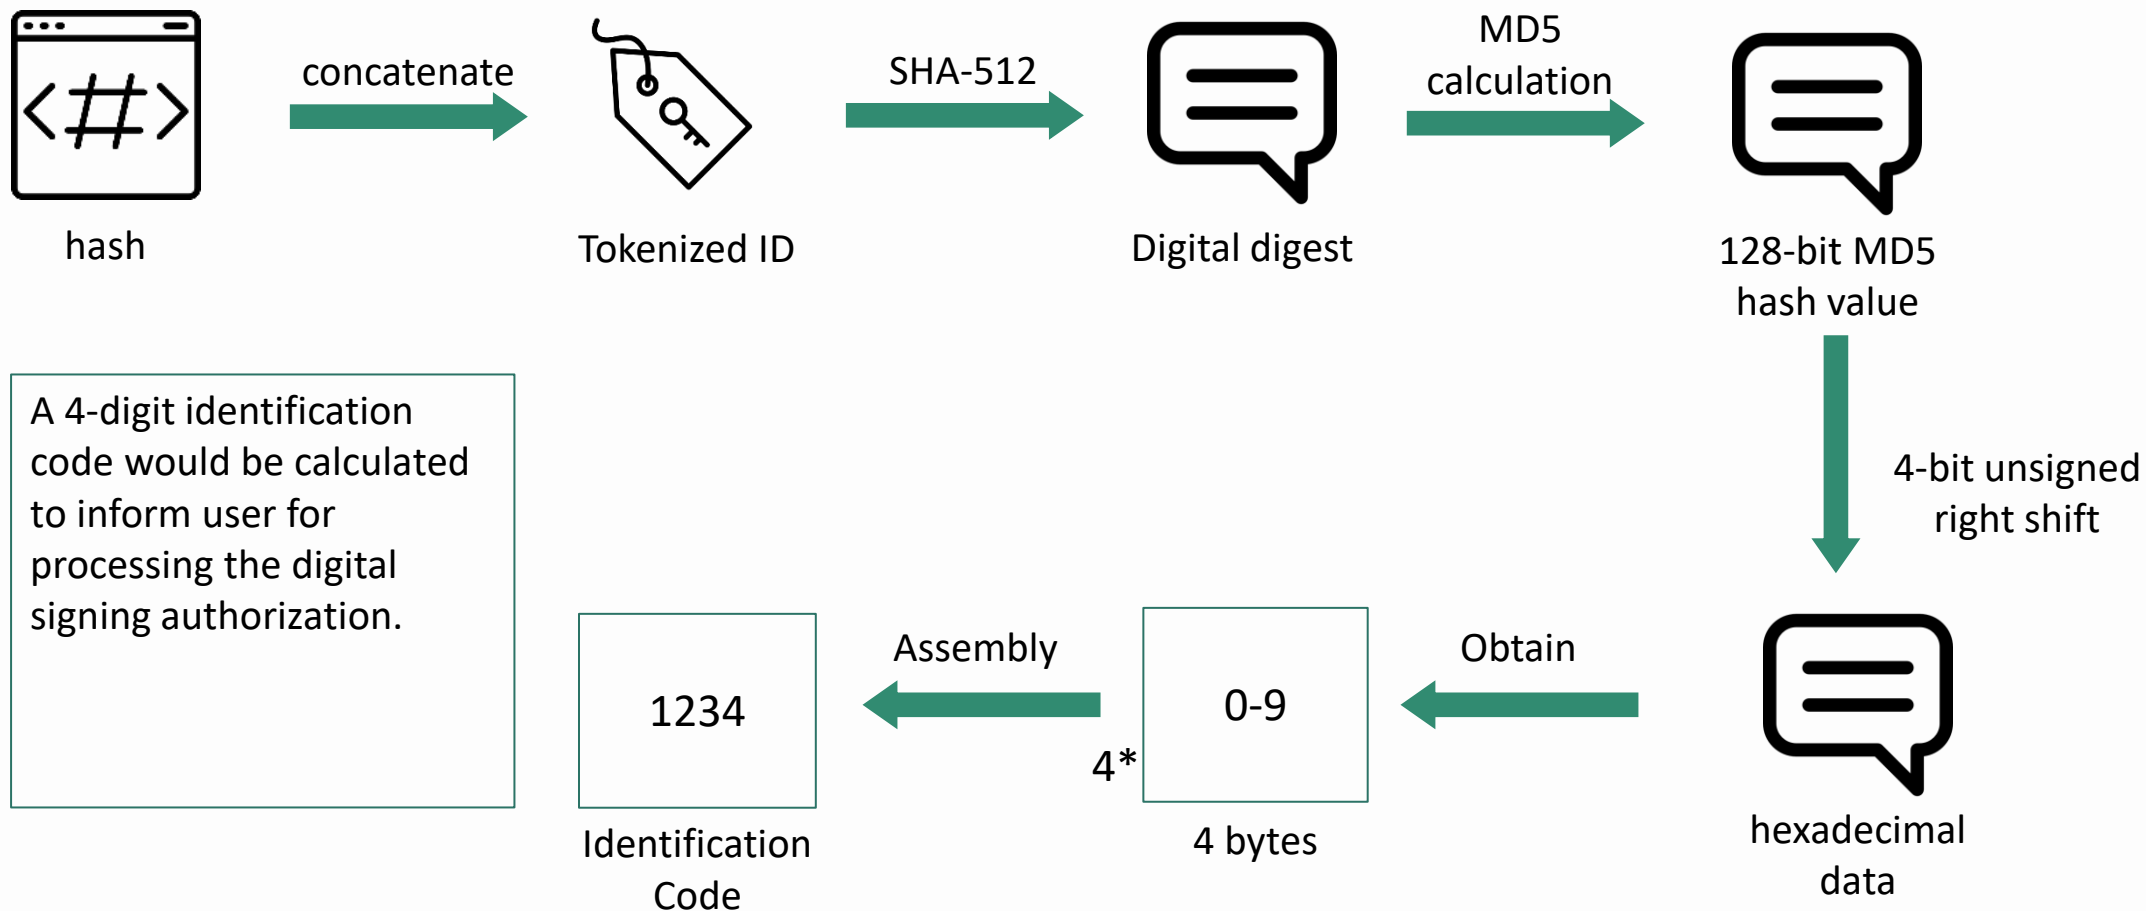 concatenate
SHA-512
MD5
calculation
hash
Tokenized ID
Digital digest
128-bit MD5
hash value
A 4-digit identification
code would be calculated
to inform user for
processing the digital
signing authorization.
4-bit unsigned
right shift
1234
Assembly
0-9
4*
Obtain
Identification
Code
4 bytes
hexadecimal
data